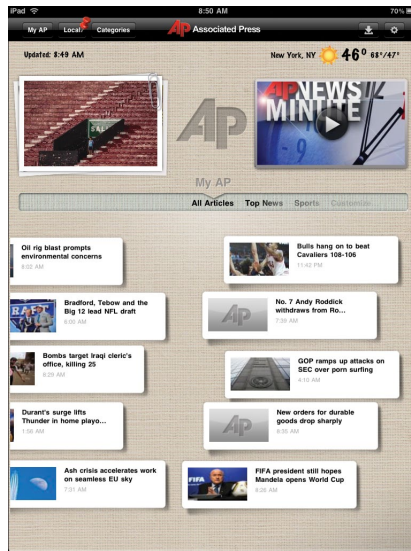 iPad
8:50 AM
70%
My AP
Local
Categories
AP Associated Press
Updated: 8:49 AM
New York, NY
46° 68°/47°
SAL
AP
AP NEWS
MINUTE
12
My AP
All Articles Top News Sports Customize...
Oil rig blast prompts
environmental concerns
8:02 AM
Bulls hang on to beat
Cavaliers 108-106
11:42 PM
DRAFT
Bradford, Tebow and the
Big 12 lead NFL draft
8:05 AM
AP
No. 7 Andy Roddick
withdraws from Ro...
7:39 AM
Bombs target Iraqi cleric's
office, killing 25
8:29 AM
GOP ramps up attacks on
SEC over porn surfing
4:10 AM
Durant's surge lifts
Thunder in home playo...
1:56 AM
AP
New orders for durable
goods drop sharply
8:35 AM
Ash crisis accelerates work
on seamless EU sky
7:31 AM
FIFA president still hopes
Mandela opens World Cup
8:06 AM